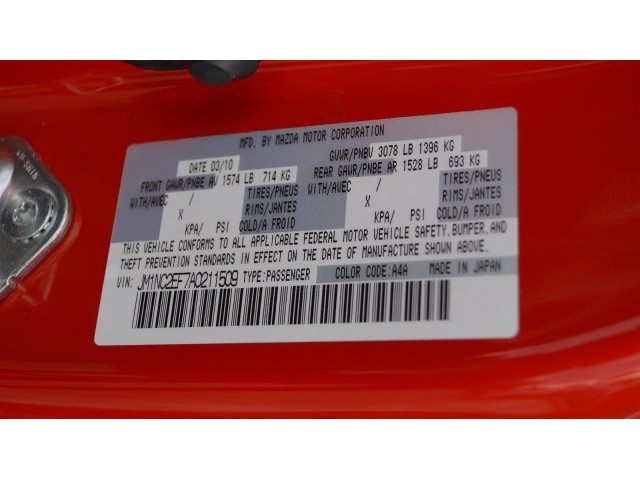 MFD. BY MAZDA MOTOR CORPORATION
DATE 03/10 GVWR/PNBV 3078 LB 1396 KG
FRONT GAWR/PNBE AV 1574 LB 714 KG REAR GAWR/PNBE AR 1528 LB 693 KG
WITH/AVEC / TIRES/PNEUS WITH/AVEC / TIRES/PNEUS
X RIMS/JANTES X RIMS/JANTES
KPA/ PSI COLD/A FROID KPA/ PSI COLD/A FROID
THIS VEHICLE CONFORMS TO ALL APPLICABLE FEDERAL MOTOR VEHICLE SAFETY, BUMPER, AND
THEFT PREVENTION STANDARDS IN EFFECT ON THE DATE OF MANUFACTURE SHOWN ABOVE.
VIN: JM1NC2EF7A0211509 TYPE:PASSENGER COLOR CODE:A4A MADE IN JAPAN